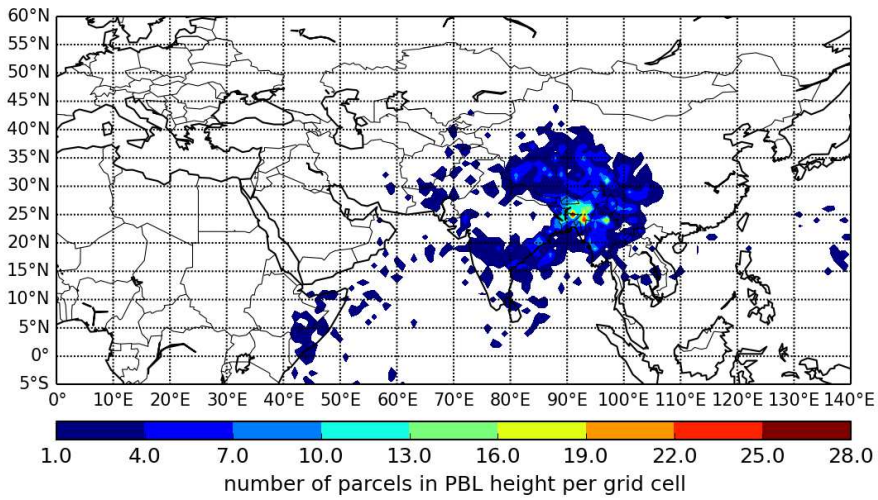 60°N
55°N
50°N
45°N
40°N
35°N
30°N
25°N
20°N
15°N
10°N
5°N
0°
5°S
0° 10°E 20°E 30°E 40°E 50°E 60°E 70°E 80°E 90°E 100°E 110°E 120°E 130°E 140°E
1.0 4.0 7.0 10.0 13.0 16.0 19.0 22.0 25.0 28.0
number of parcels in PBL height per grid cell